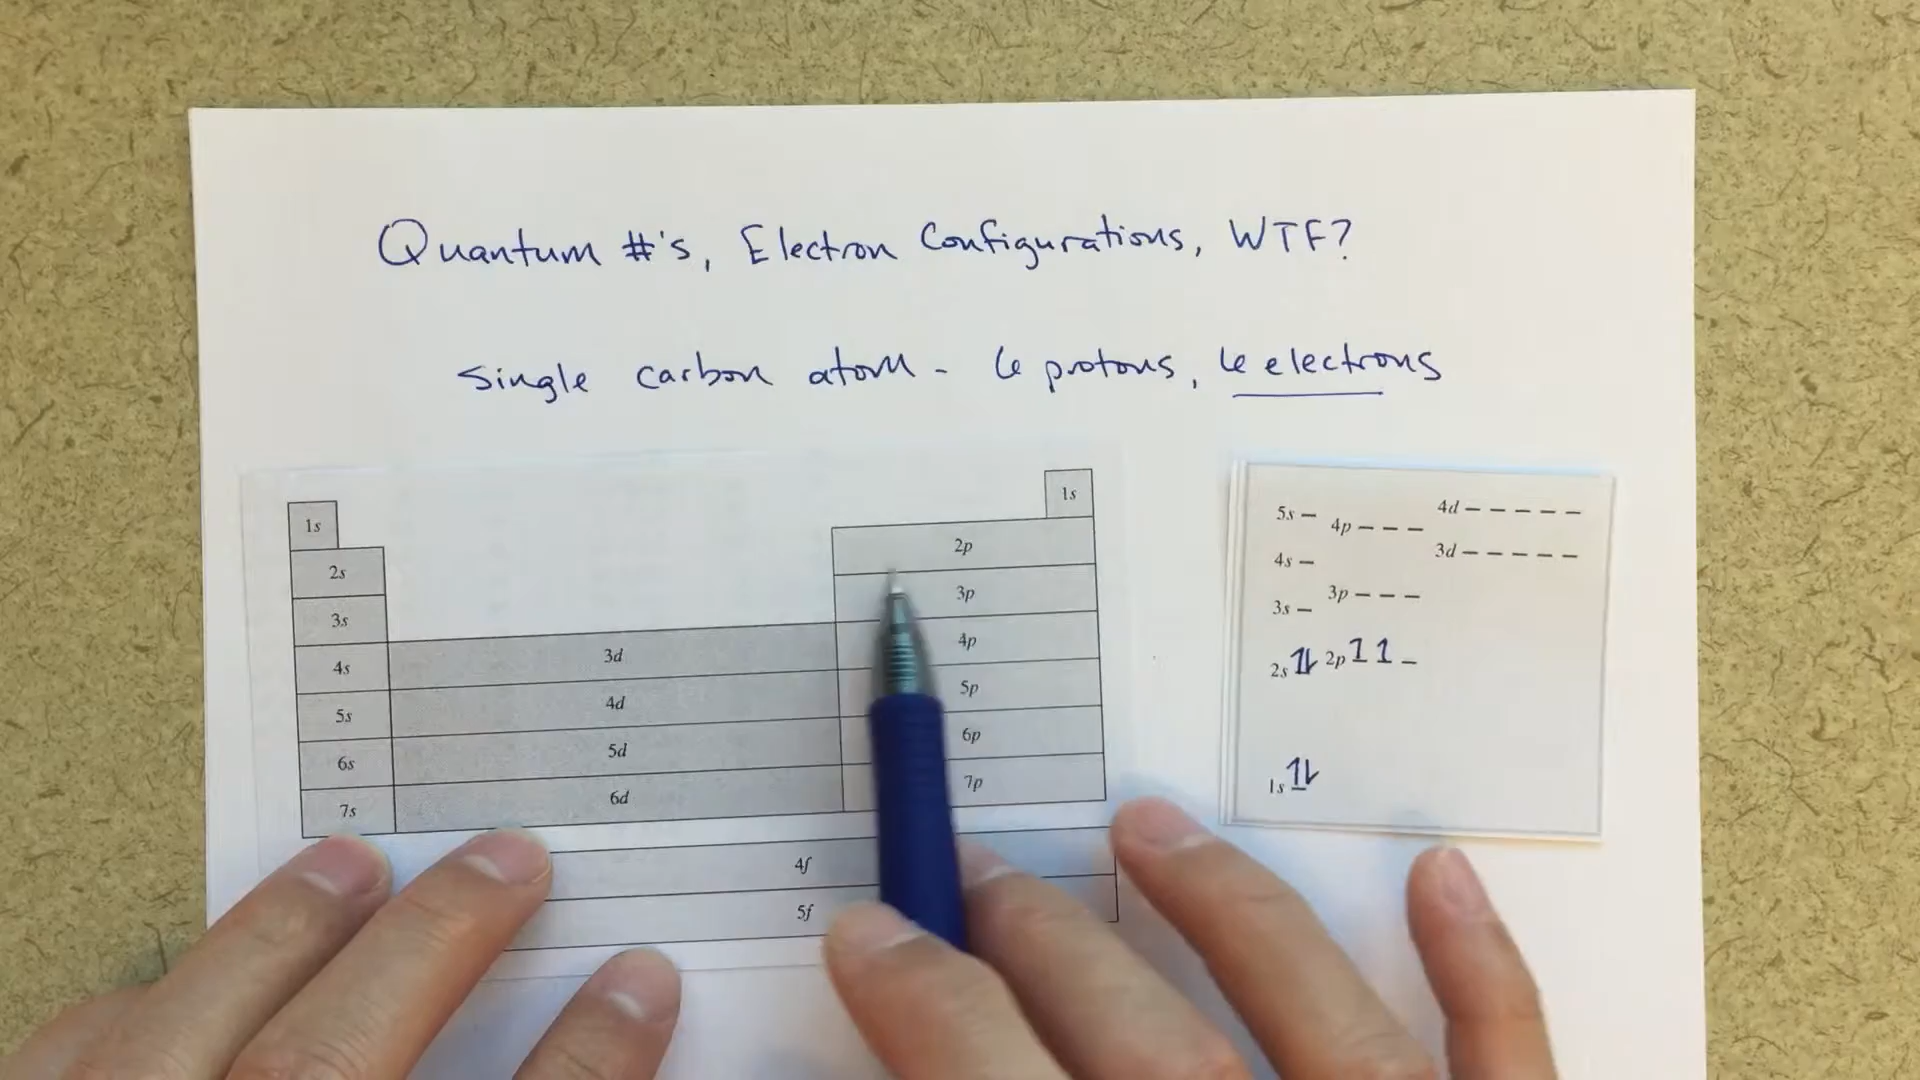 Quantum #'s, Electron Configurations, WTF?
Single carbon atom - 6 protons, 6 electrons
1s 1s
2s 2p
3s 3p
4s 3d 4p
5s 4d 5p
6s 5d 6p
7s 6d 7p
4f
5f
5s 4p 4d
4s 3d
3s 3p
2s 2p
1s